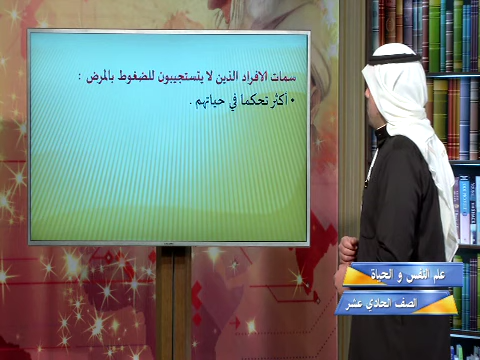 سمات الافراد الذين لا يستجيبون للضغوط بالمرض :
• أكثر تحكما في حياتهم .
علم النفس و الحياة
الصف الحادي عشر